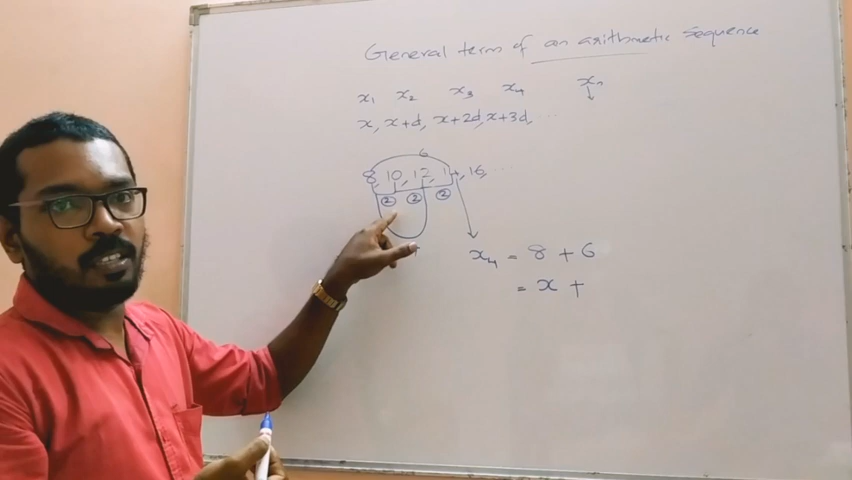 General term of an arithmetic sequence
x₁ x₂ x₃ x₄ xₙ
x, x+d, x+2d, x+3d, ...
6
8, 10, 12, 14, 16, ...
2 2 2
x₄ = 8 + 6
= x +